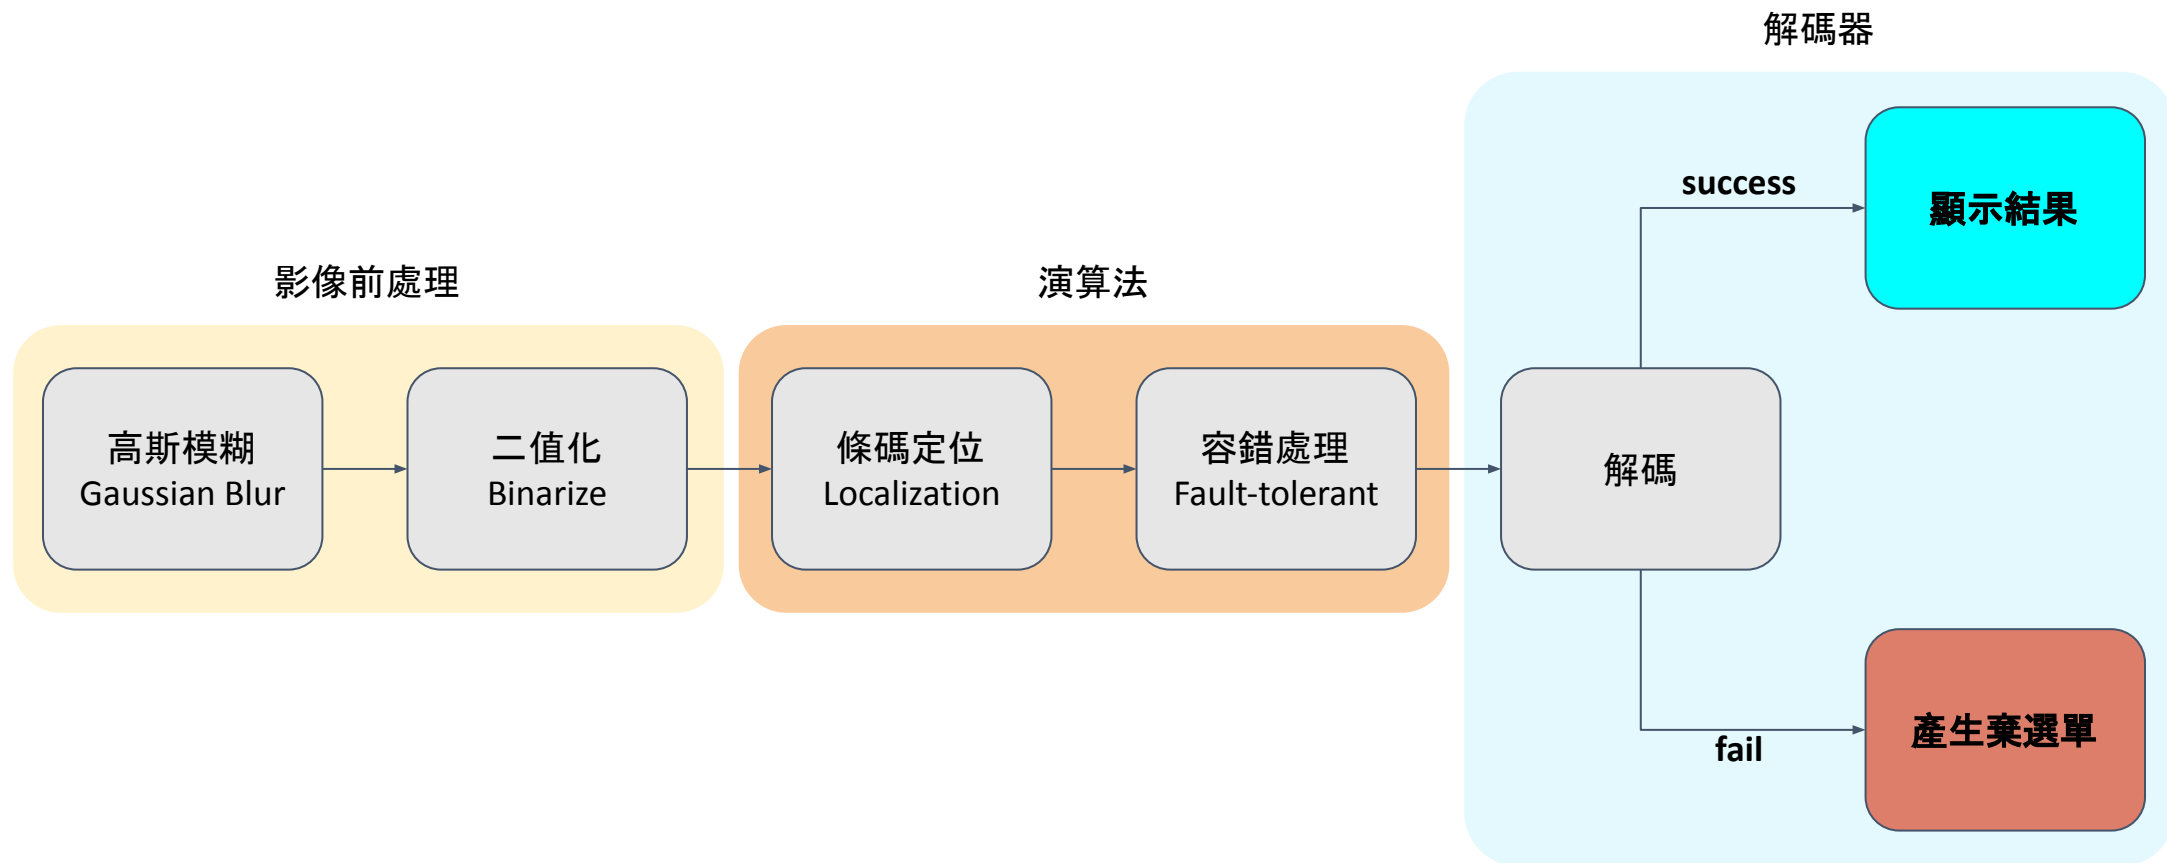 影像前處理
高斯模糊
Gaussian Blur
二值化
Binarize
演算法
條碼定位
Localization
容錯處理
Fault-tolerant
解碼器
解碼
success
顯示結果
fail
產生棄選單